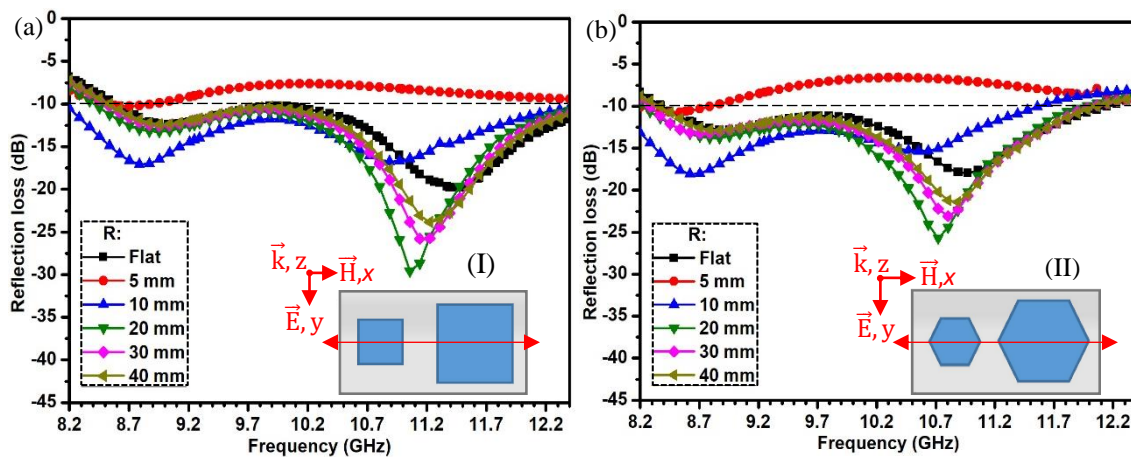 (a)
0
-5
-10
-15
-20
-25
-30
-35
-40
-45
Reflection loss (dB)
R:
Flat
5 mm
10 mm
20 mm
30 mm
40 mm
k, z
H,x
E, y
(I)
8.2 8.7 9.2 9.7 10.2 10.7 11.2 11.7 12.2
Frequency (GHz)
(b)
0
-5
-10
-15
-20
-25
-30
-35
-40
-45
Reflection loss (dB)
R:
Flat
5 mm
10 mm
20 mm
30 mm
40 mm
k, z
H,x
E, y
(II)
8.2 8.7 9.2 9.7 10.2 10.7 11.2 11.7 12.2
Frequency (GHz)